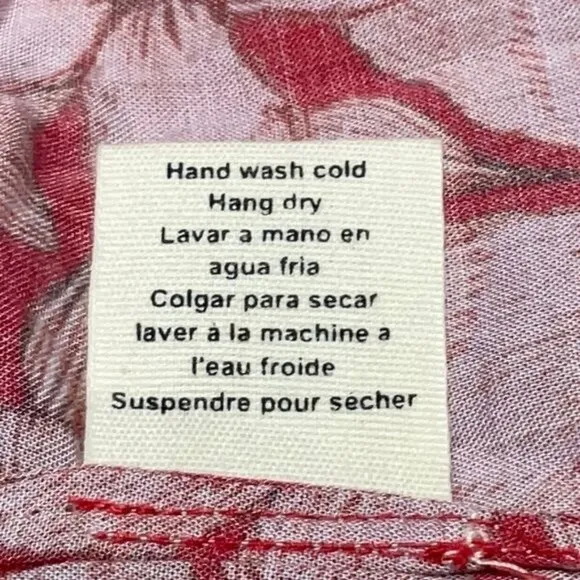 Hand wash cold
Hang dry
Lavar a mano en
agua fria
Colgar para secar
laver à la machine a
l'eau froide
Suspendre pour sécher